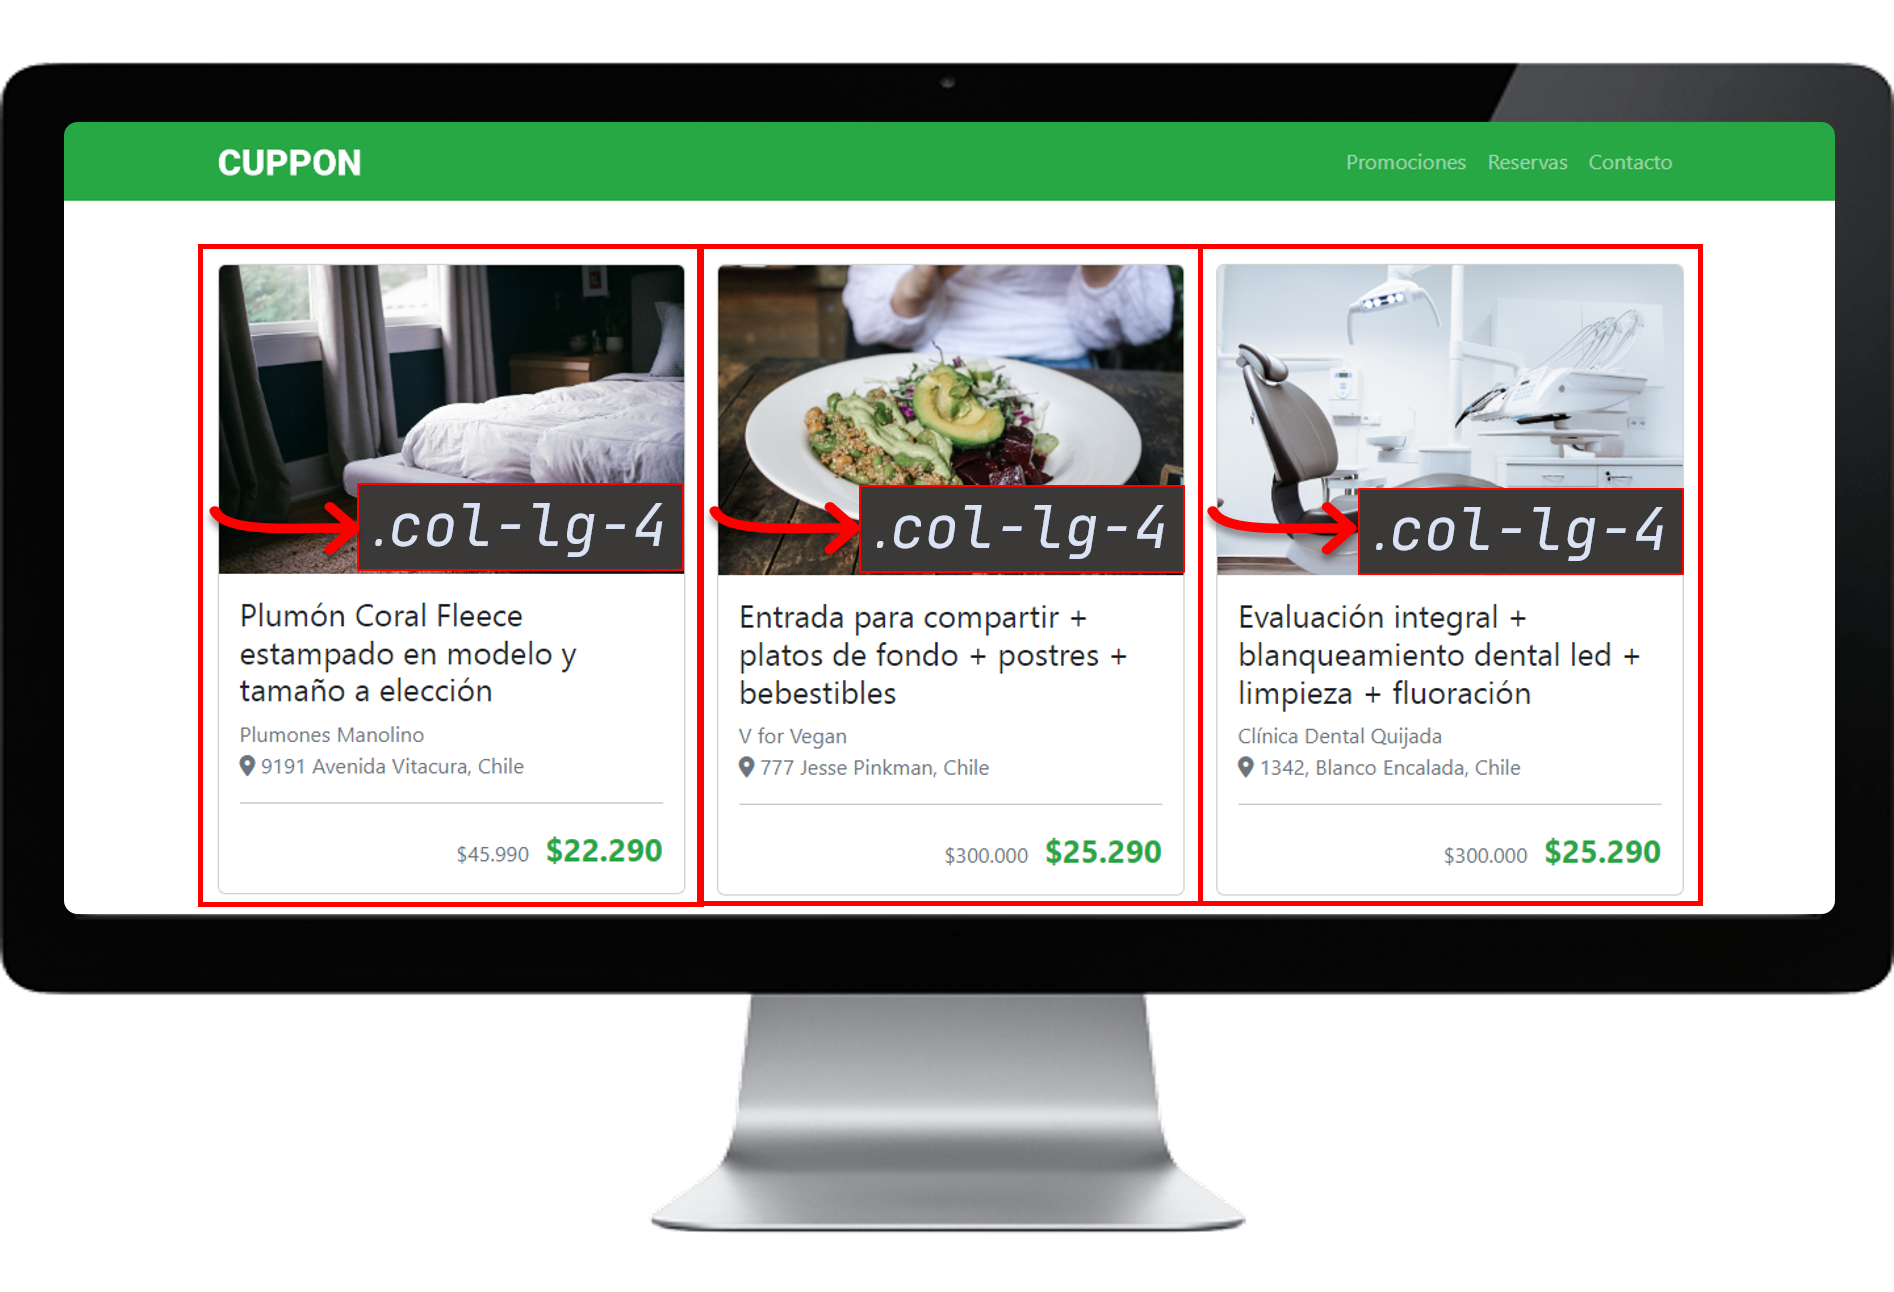 CUPPON
Promociones Reservas Contacto
.col-lg-4
Plumón Coral Fleece
estampado en modelo y
tamaño a elección
Plumones Manolino
9191 Avenida Vitacura, Chile
$45.990 $22.290
.col-lg-4
Entrada para compartir +
platos de fondo + postres +
bebestibles
V for Vegan
777 Jesse Pinkman, Chile
$300.000 $25.290
.col-lg-4
Evaluación integral +
blanqueamiento dental led +
limpieza + fluoración
Clínica Dental Quijada
1342, Blanco Encalada, Chile
$300.000 $25.290